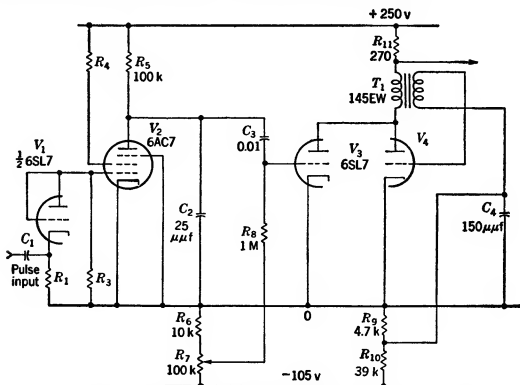 + 250 v
R11
270
R4
R5
100 k
T1
145EW
V1
½ 6SL7
V2
6AC7
C3
0.01
V3
6SL7
V4
C1
Pulse
input
R1
R3
C2
25
μμf
R8
1 M
C4
150 μμf
R6
10 k
0
R9
4.7 k
R7
100 k
−105 v
R10
39 k